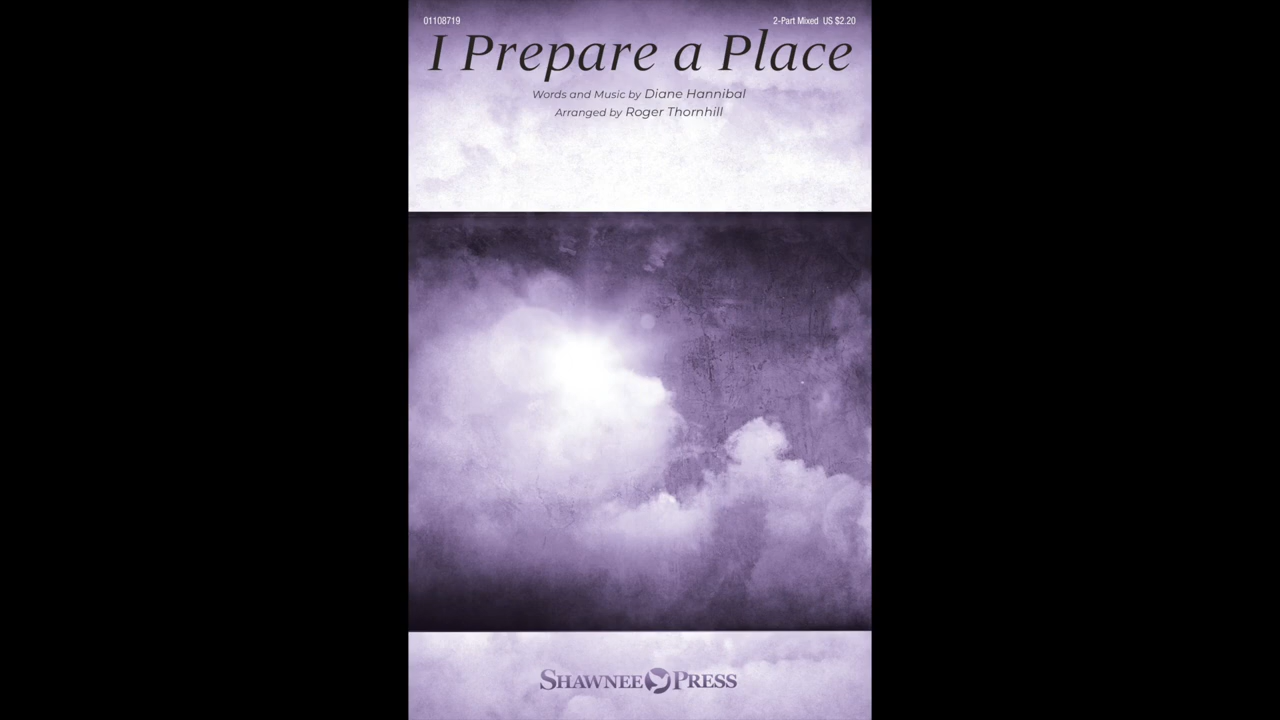 01108719
2-Part Mixed US $2.20
I Prepare a Place
Words and Music by Diane Hannibal
Arranged by Roger Thornhill
SHAWNEE PRESS